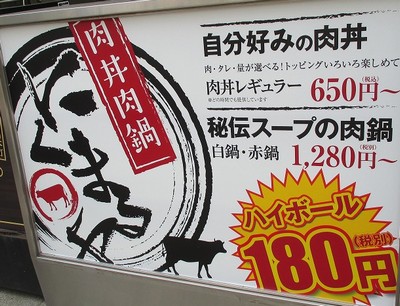 肉丼肉鍋
にくまるや
自分好みの肉丼
肉・タレ・量が選べる!トッピングいろいろ楽しめて
肉丼レギュラー 650円(税込)~
秘伝スープの肉鍋
白鍋・赤鍋 1,280円(税別)~
ハイボール
180円(税別)